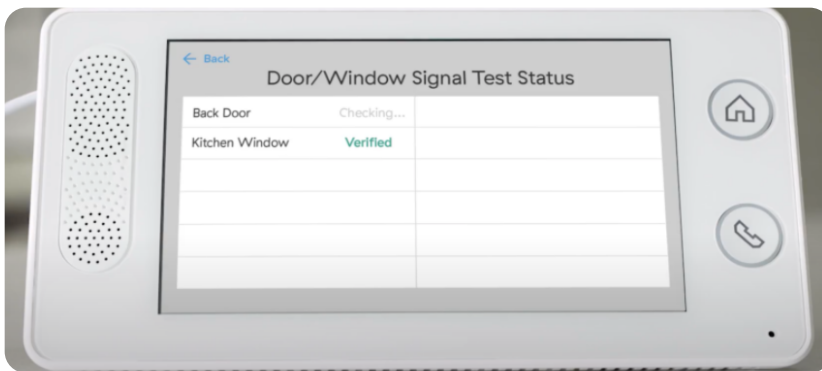 ← Back
Door/Window Signal Test Status
Back Door Checking...
Kitchen Window Verified